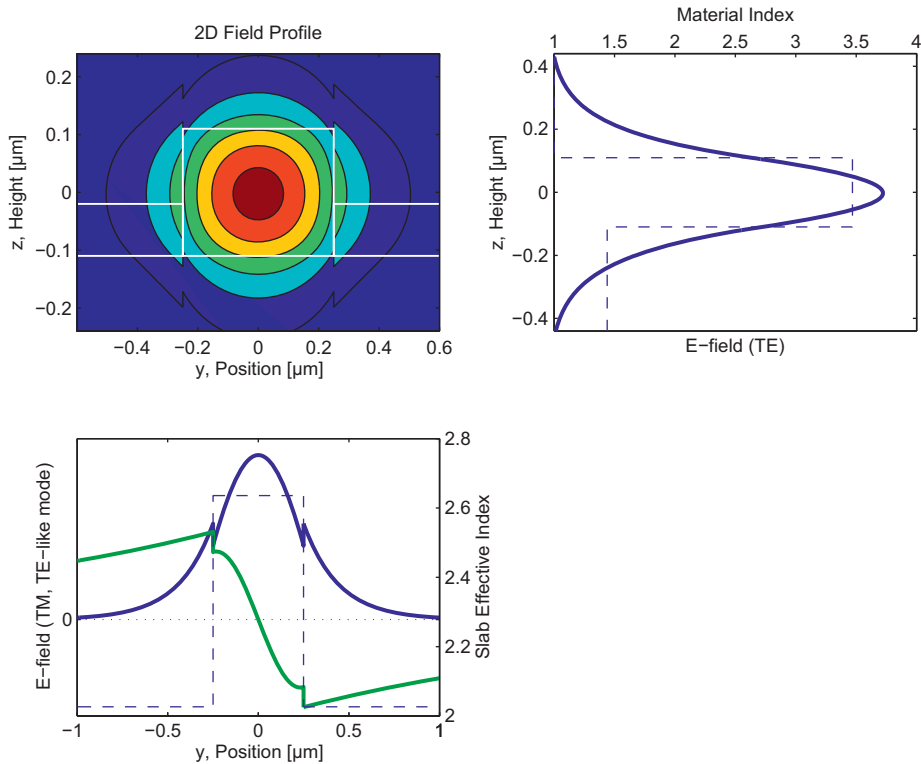 2D Field Profile
z, Height [µm]
0.2
0.1
0
−0.1
−0.2
−0.4 −0.2 0 0.2 0.4 0.6
y, Position [µm]
Material Index
1 1.5 2 2.5 3 3.5 4
z, Height [µm]
0.4
0.2
0
−0.2
−0.4
E−field (TE)
E−field (TM, TE−like mode)
0
2.8
2.6
2.4
2.2
2
Slab Effective Index
−1 −0.5 0 0.5 1
y, Position [µm]